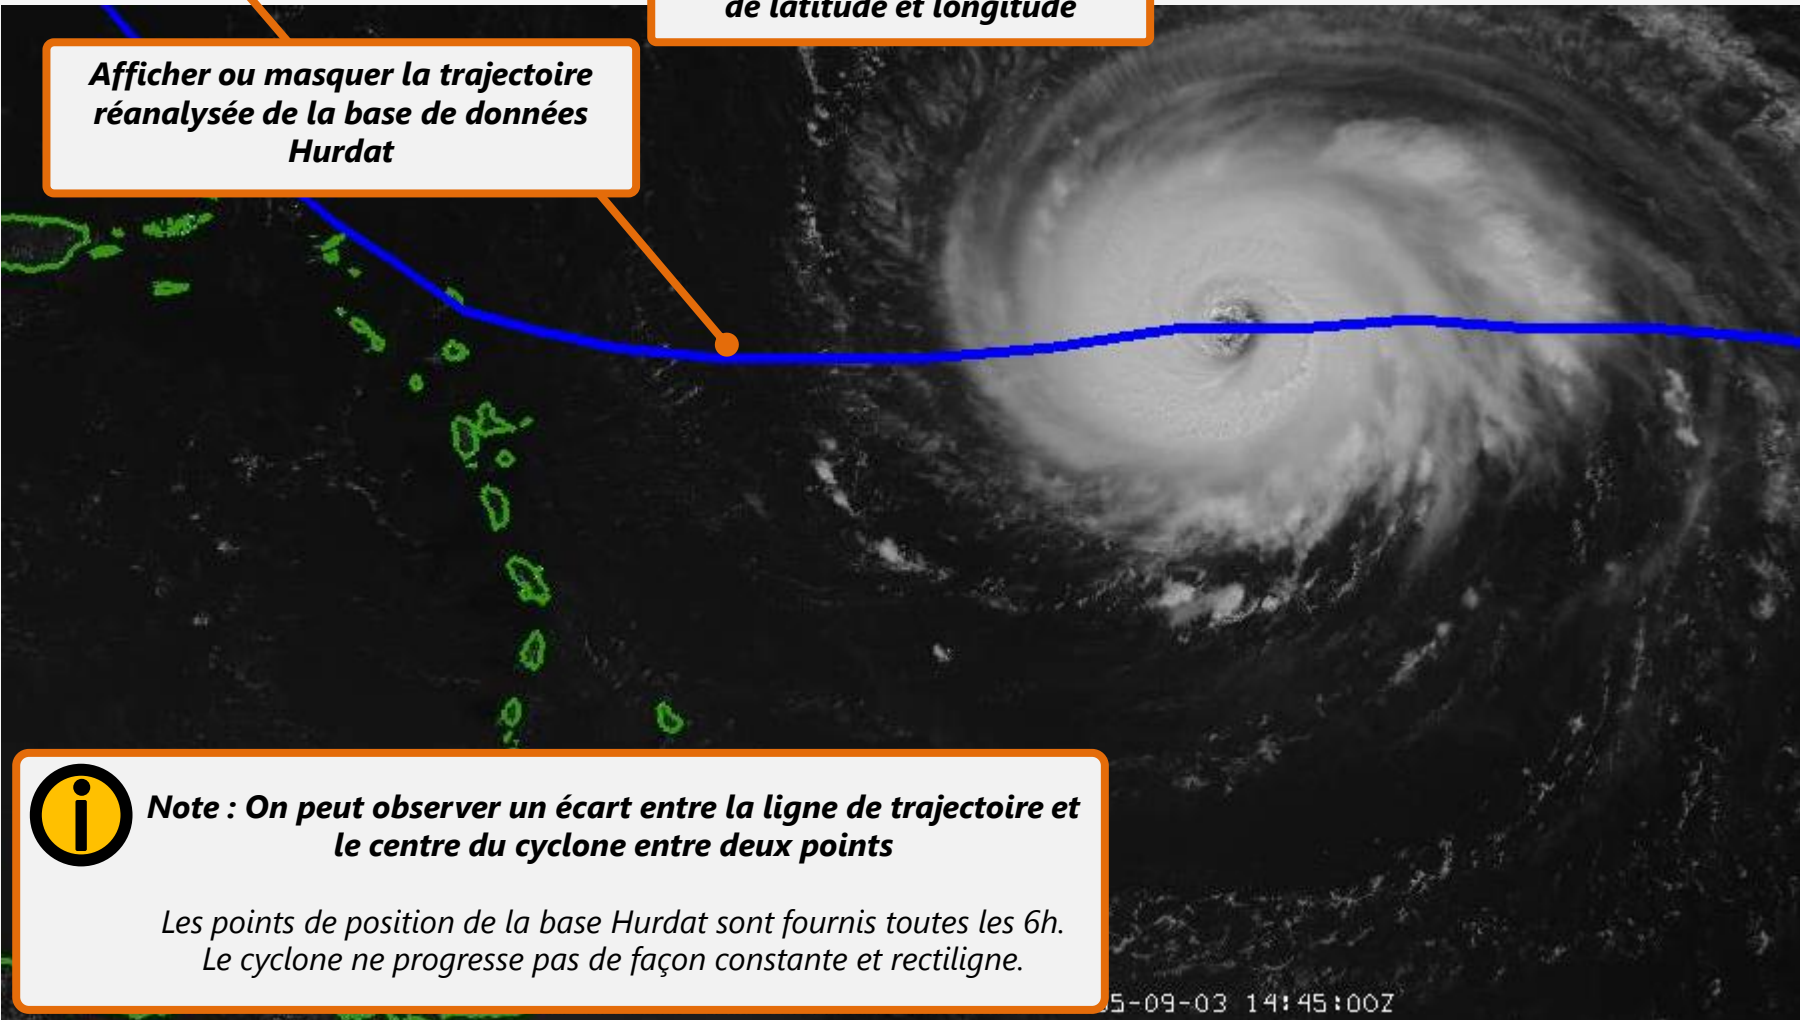 de latitude et longitude
Afficher ou masquer la trajectoire
réanalysée de la base de données
Hurdat
Note : On peut observer un écart entre la ligne de trajectoire et
le centre du cyclone entre deux points
Les points de position de la base Hurdat sont fournis toutes les 6h.
Le cyclone ne progresse pas de façon constante et rectiligne.
5-09-03 14:45:00Z